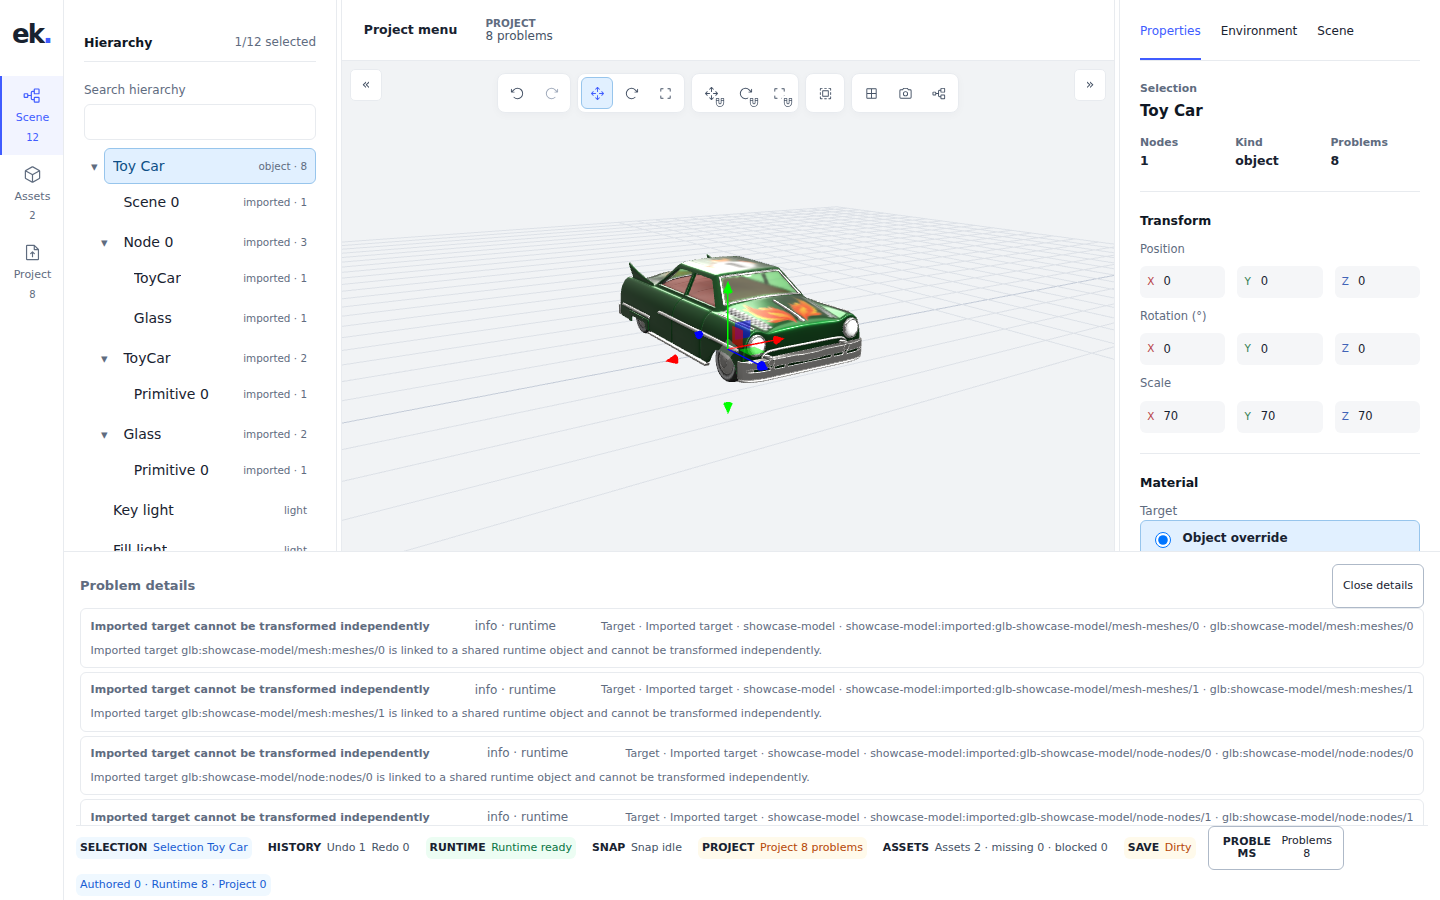 ek.
Scene
12
Assets
2
Project
8
Hierarchy 1/12 selected
Search hierarchy
▾ Toy Car object · 8
Scene 0 imported · 1
▾ Node 0 imported · 3
ToyCar imported · 1
Glass imported · 1
▾ ToyCar imported · 2
Primitive 0 imported · 1
▾ Glass imported · 2
Primitive 0 imported · 1
Key light light
Fill light light
Project menu
PROJECT
8 problems
«
»
Properties Environment Scene
Selection
Toy Car
Nodes Kind Problems
1 object 8
Transform
Position
X 0 Y 0 Z 0
Rotation (°)
X 0 Y 0 Z 0
Scale
X 70 Y 70 Z 70
Material
Target
Object override
Problem details
Close details
Imported target cannot be transformed independently info · runtime Target · Imported target · showcase-model · showcase-model:imported:glb-showcase-model/mesh-meshes/0 · glb:showcase-model/mesh:meshes/0
Imported target glb:showcase-model/mesh:meshes/0 is linked to a shared runtime object and cannot be transformed independently.
Imported target cannot be transformed independently info · runtime Target · Imported target · showcase-model · showcase-model:imported:glb-showcase-model/mesh-meshes/1 · glb:showcase-model/mesh:meshes/1
Imported target glb:showcase-model/mesh:meshes/1 is linked to a shared runtime object and cannot be transformed independently.
Imported target cannot be transformed independently info · runtime Target · Imported target · showcase-model · showcase-model:imported:glb-showcase-model/node-nodes/0 · glb:showcase-model/node:nodes/0
Imported target glb:showcase-model/node:nodes/0 is linked to a shared runtime object and cannot be transformed independently.
Imported target cannot be transformed independently info · runtime Target · Imported target · showcase-model · showcase-model:imported:glb-showcase-model/node-nodes/1 · glb:showcase-model/node:nodes/1
SELECTION Selection Toy Car HISTORY Undo 1 Redo 0 RUNTIME Runtime ready SNAP Snap idle PROJECT Project 8 problems ASSETS Assets 2 · missing 0 · blocked 0 SAVE Dirty
PROBLE Problems
MS 8
Authored 0 · Runtime 8 · Project 0